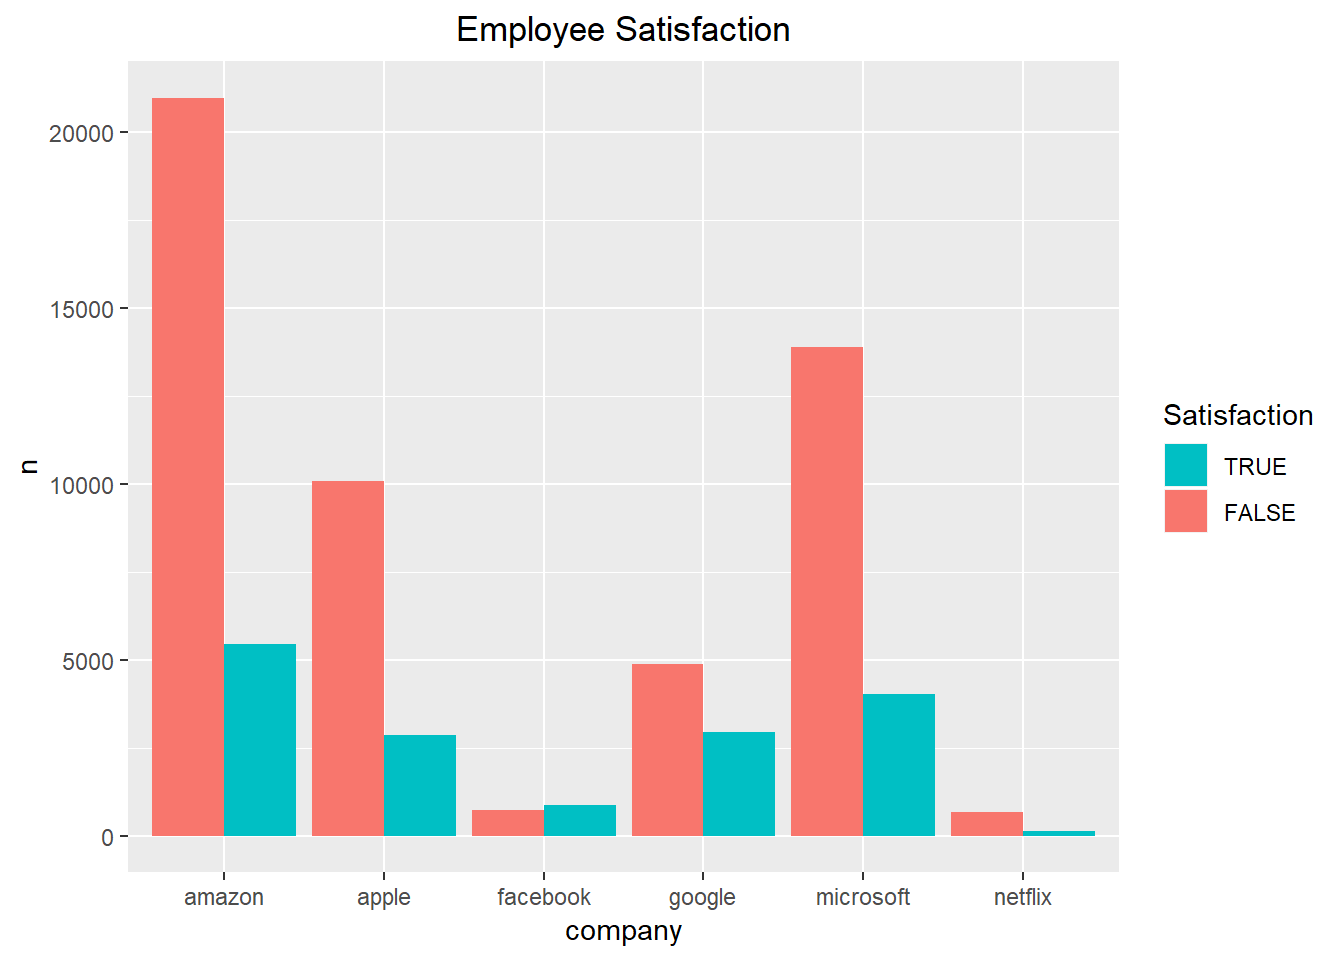 Employee Satisfaction
n
20000
15000
10000
5000
0
amazon apple facebook google microsoft netflix
company
Satisfaction
TRUE
FALSE